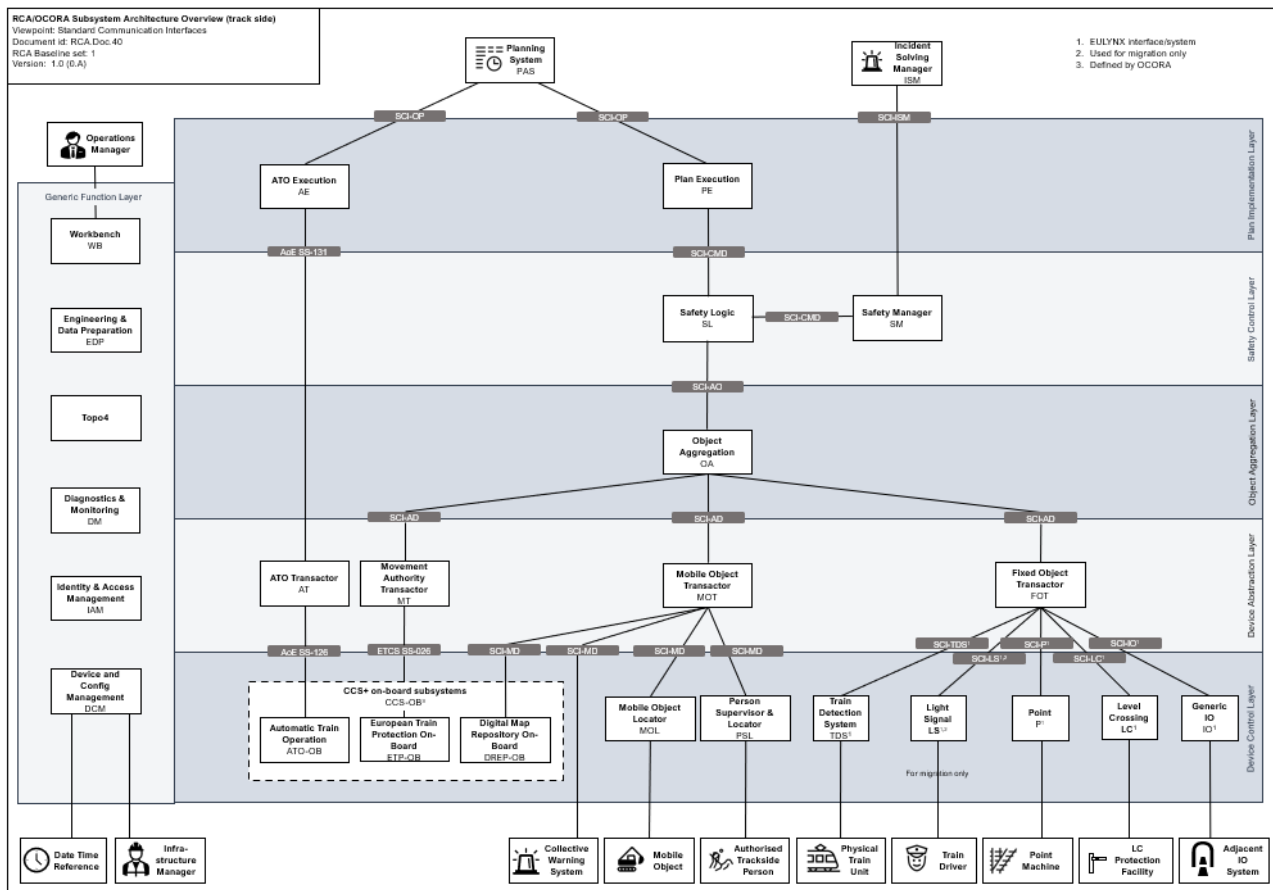 RCA/OCORA Subsystem Architecture Overview (track side)
Viewpoint: Standard Communication Interfaces
Document id: RCA.Doc.40
RCA Baseline set: 1
Version: 1.0 (0.A)
Planning
System
PAS
Incident
Solving
Manager
ISM
1. EULYNX interface/system
2. Used for migration only
3. Defined by OCORA
SCI-OP
SCI-OP
SCI-ISM
Operations
Manager
Generic Function Layer
Plan Implementation Layer
ATO Execution
AE
Plan Execution
PE
Workbench
WB
AoE SS-131
SCI-CMD
Safety Control Layer
Engineering &
Data Preparation
EDP
Safety Logic
SL
SCI-CMD
Safety Manager
SM
SCI-AO
Topo4
Object Aggregation Layer
Object
Aggregation
OA
Diagnostics &
Monitoring
DM
SCI-AD
SCI-AD
SCI-AD
Device Abstraction Layer
Identity & Access
Management
IAM
ATO Transactor
AT
Movement
Authority
Transactor
MT
Mobile Object
Transactor
MOT
Fixed Object
Transactor
FOT
AoE SS-126
ETCS SS-026
SCI-MD
SCI-MD
SCI-MD
SCI-MD
SCI-TDS¹
SCI-LS¹,²
SCI-P¹
SCI-LC¹
SCI-IO¹
Device Control Layer
Device and
Config
Management
DCM
CCS+ on-board subsystems
CCS-OB³
Automatic Train
Operation
ATO-OB
European Train
Protection On-
Board
ETP-OB
Digital Map
Repository On-
Board
DREP-OB
Mobile Object
Locator
MOL
Person
Supervisor &
Locator
PSL
Train
Detection
System
TDS¹
Light
Signal
LS¹,²
Point
P¹
Level
Crossing
LC¹
Generic
IO
IO¹
For migration only
Date Time
Reference
Infra-
structure
Manager
Collective
Warning
System
Mobile
Object
Authorised
Trackside
Person
Physical
Train
Unit
Train
Driver
Point
Machine
LC
Protection
Facility
Adjacent
IO
System